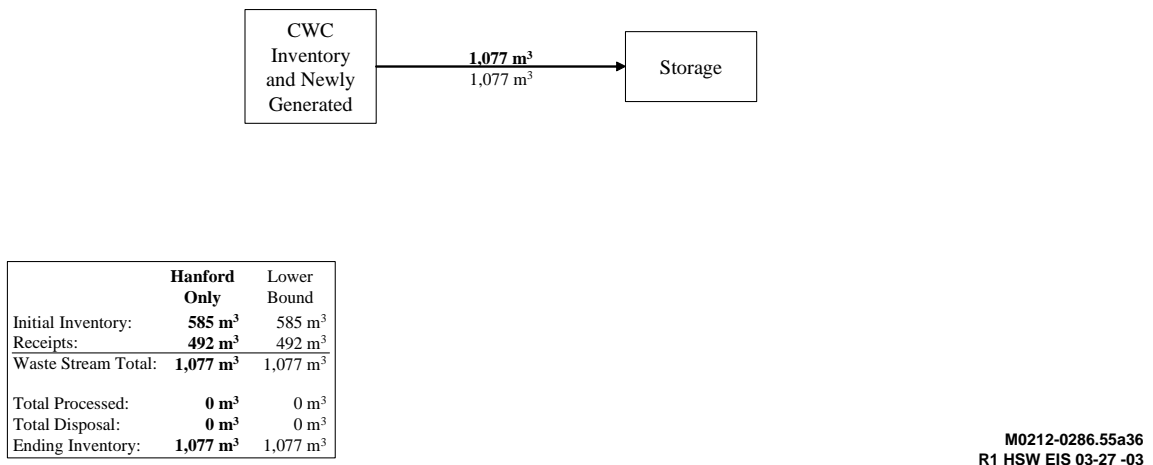 CWC
Inventory
and Newly
Generated
1,077 m³
1,077 m³
Storage
Hanford Only Lower Bound
Initial Inventory: 585 m³ 585 m³
Receipts: 492 m³ 492 m³
Waste Stream Total: 1,077 m³ 1,077 m³
Total Processed: 0 m³ 0 m³
Total Disposal: 0 m³ 0 m³
Ending Inventory: 1,077 m³ 1,077 m³
M0212-0286.55a36
R1 HSW EIS 03-27 -03